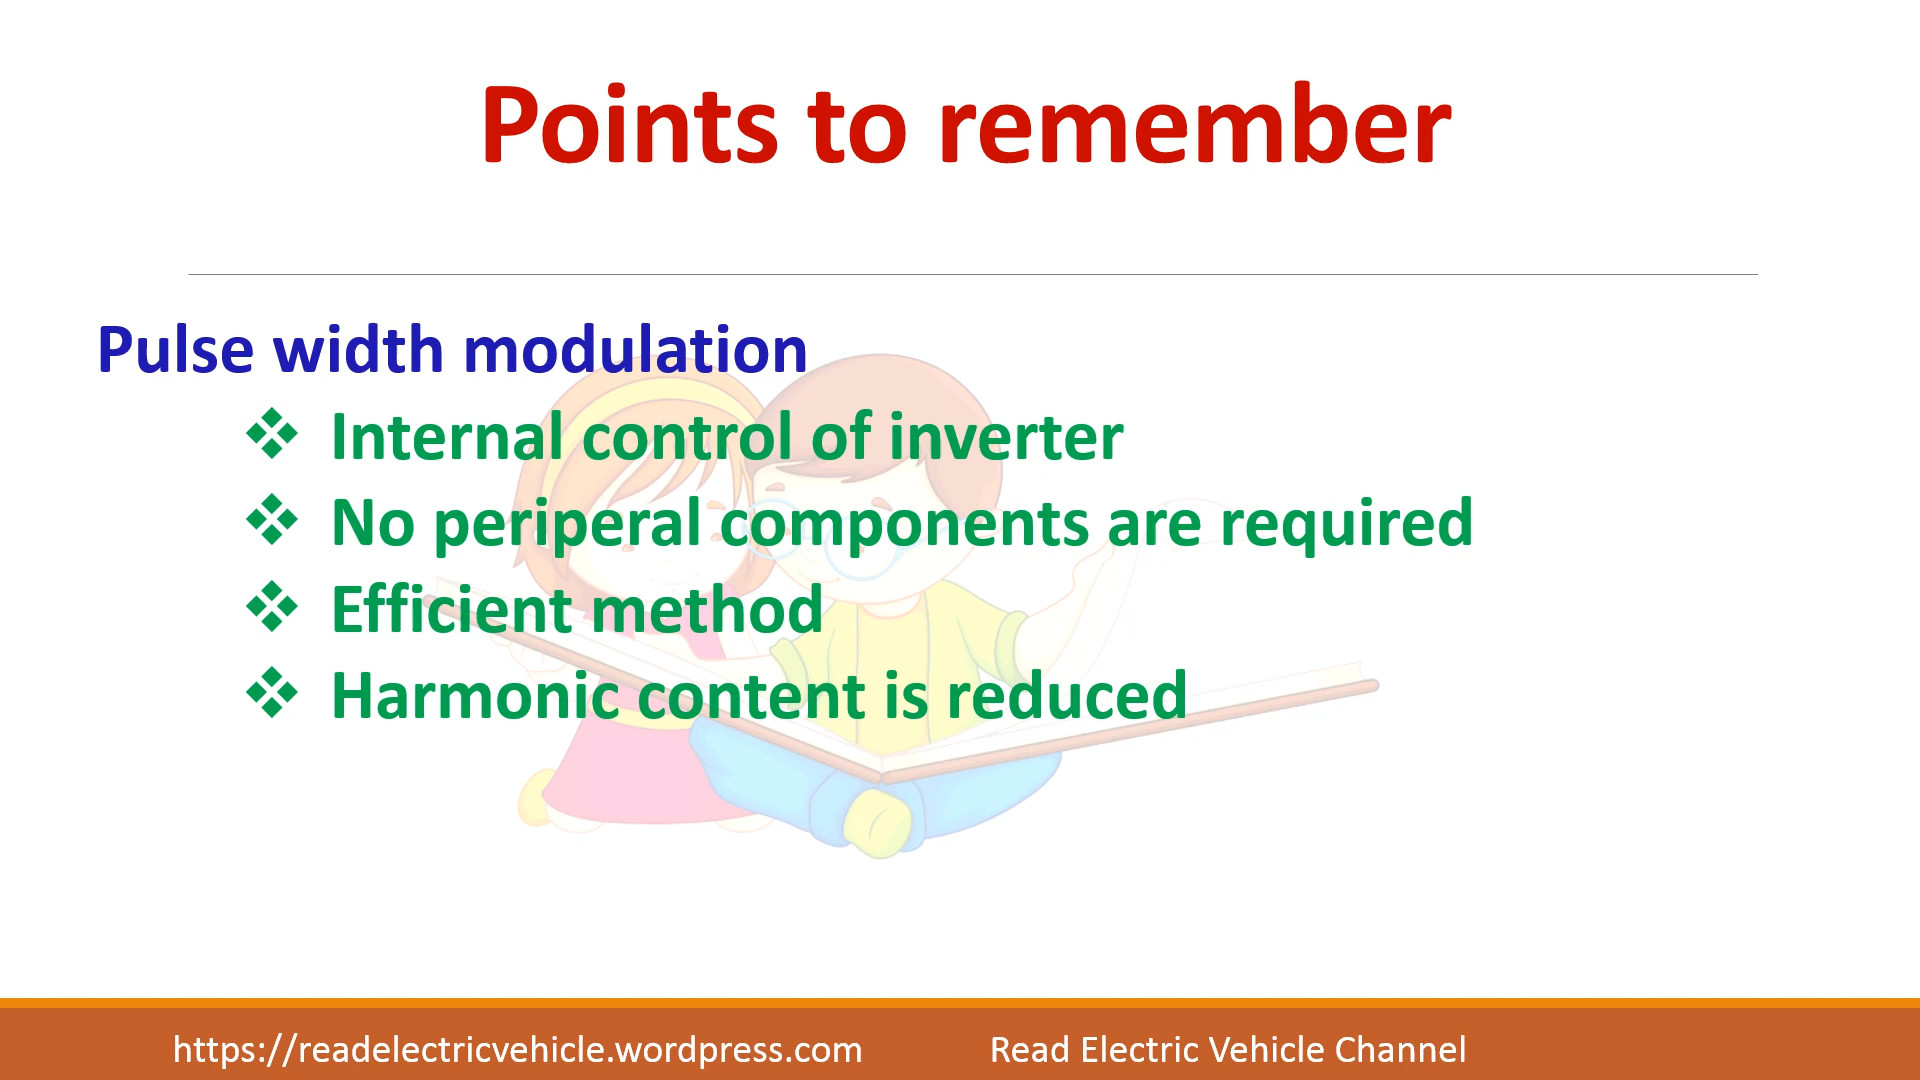 Points to remember
Pulse width modulation
❖ Internal control of inverter
❖ No periperal components are required
❖ Efficient method
❖ Harmonic content is reduced
https://readelectricvehicle.wordpress.com Read Electric Vehicle Channel